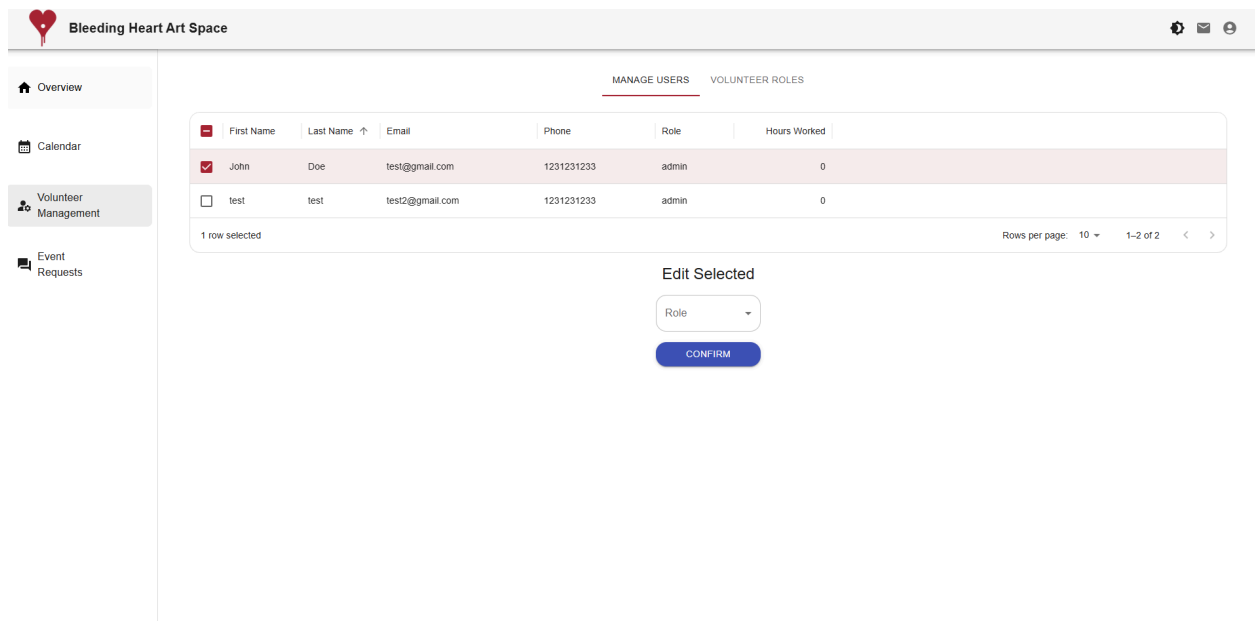 Bleeding Heart Art Space
Overview
Calendar
Volunteer
Management
Event
Requests
MANAGE USERS VOLUNTEER ROLES
First Name Last Name Email Phone Role Hours Worked
John Doe test@gmail.com 1231231233 admin 0
test test test2@gmail.com 1231231233 admin 0
1 row selected Rows per page: 10 1–2 of 2
Edit Selected
Role
CONFIRM